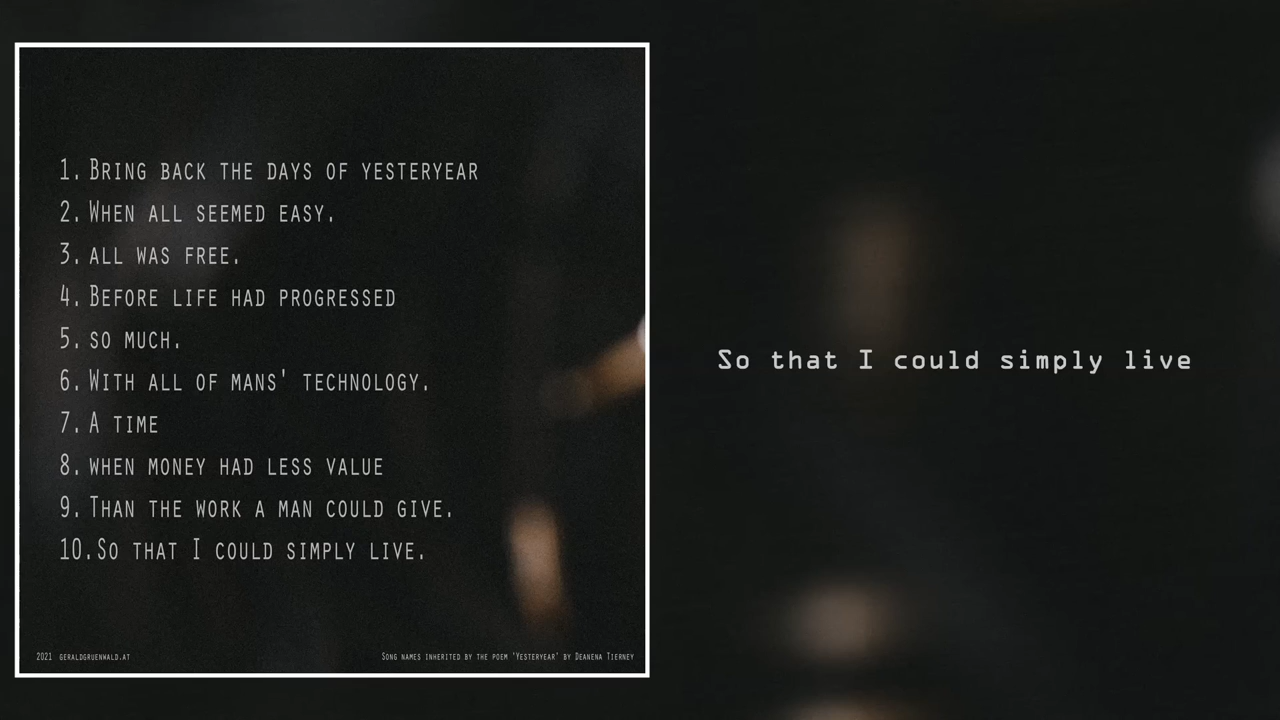 1. Bring back the days of yesteryear
2. When all seemed easy.
3. all was free.
4. Before life had progressed
5. so much.
6. With all of mans' technology.
7. A time
8. when money had less value
9. Than the work a man could give.
10. So that I could simply live.
2021 geraldgruenwald.at
Song names inherited by the poem 'Yesteryear' by Deanena Tierney
So that I could simply live